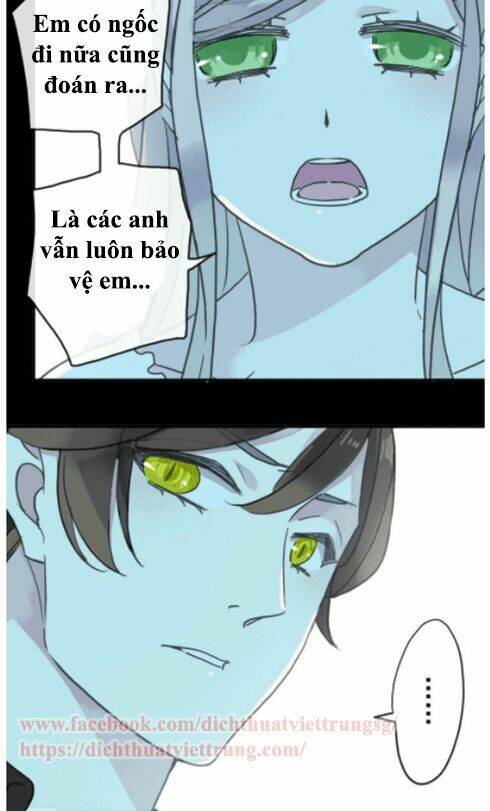 Em có ngốc
đi nữa cũng
đoán ra...
Là các anh
vẫn luôn bảo
vệ em...
.......
www.facebook.com/dichthuatviettrungsg/
https://dichthuatviettrung.com/